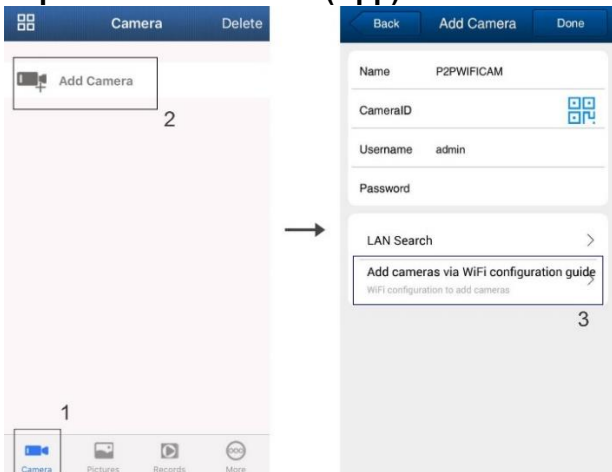 Camera
Delete
Add Camera
2
1
Camera
Pictures
Records
More
Back
Add Camera
Done
Name
P2PWIFICAM
CameraID
Username
admin
Password
LAN Search
Add cameras via WiFi configuration guide
WiFi configuration to add cameras
3